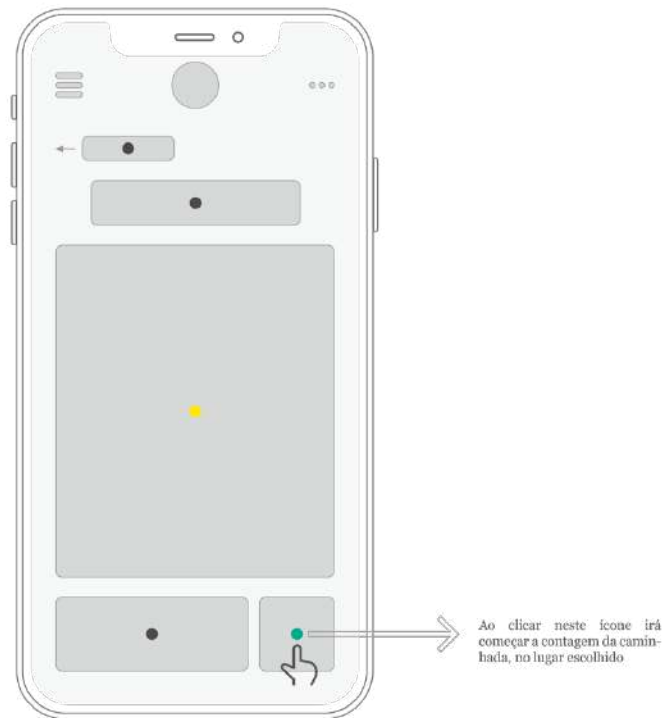 Ao clicar neste ícone irá
começar a contagem da camin-
hada, no lugar escolhido